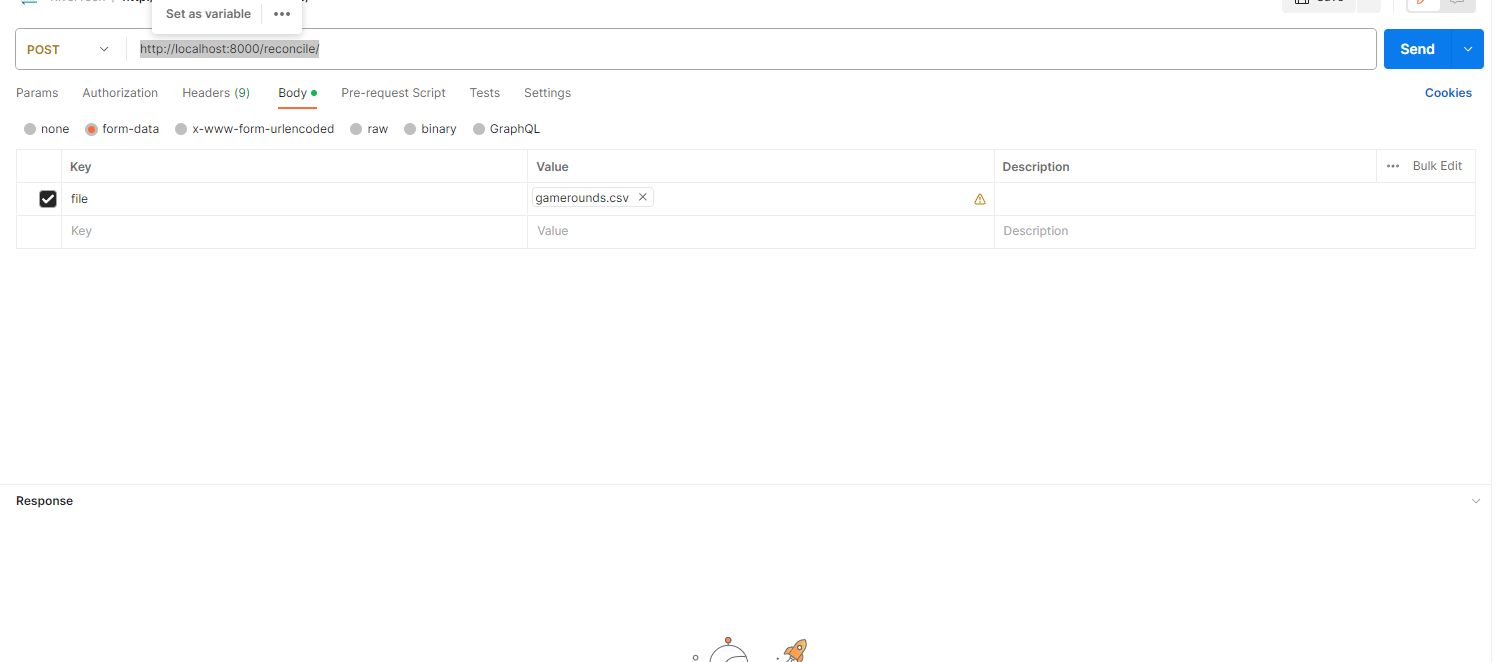 Set as variable •••
POST http://localhost:8000/reconcile/ Send
Params Authorization Headers (9) Body Pre-request Script Tests Settings Cookies
none form-data x-www-form-urlencoded raw binary GraphQL
Key Value Description ••• Bulk Edit
file gamerounds.csv
Key Value Description
Response